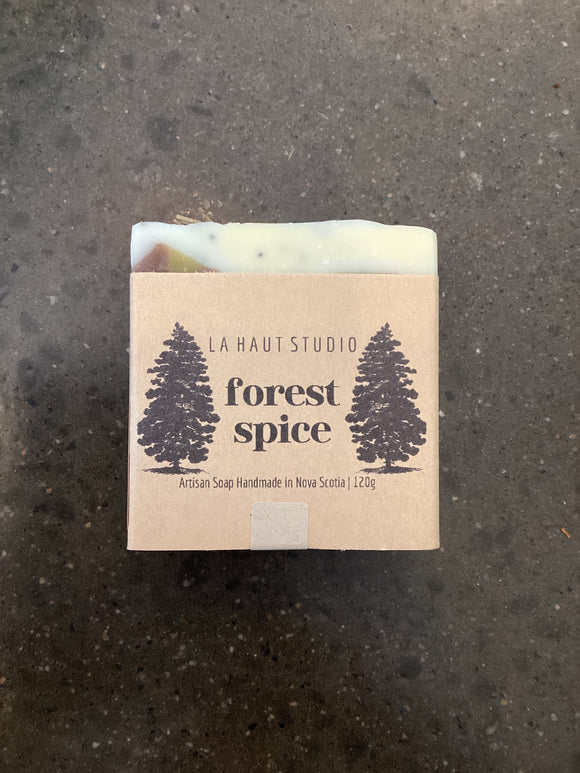 LA HAUT STUDIO
forest
spice
Artisan Soap Handmade in Nova Scotia | 120g